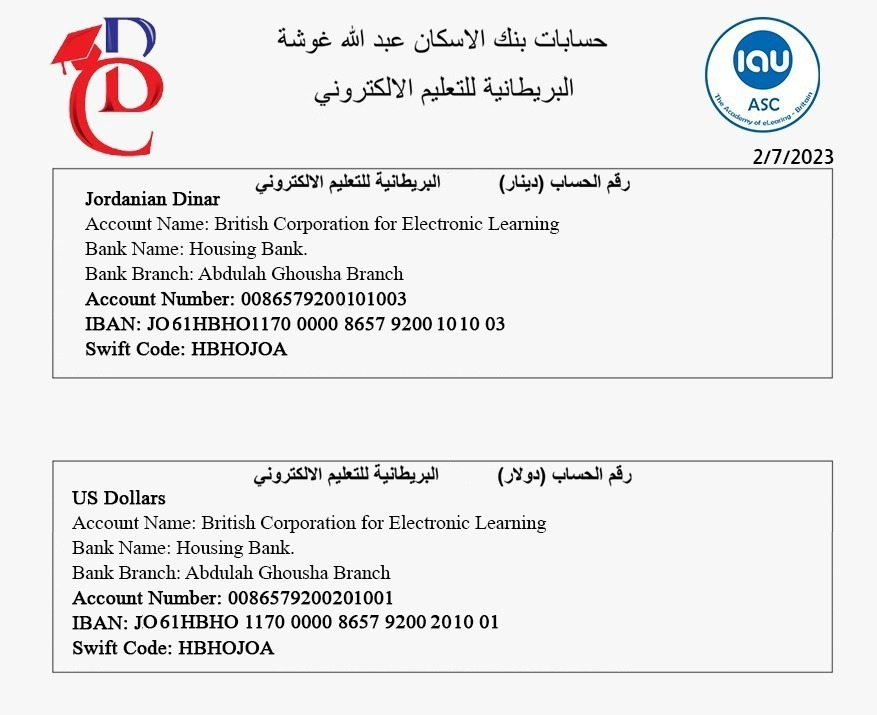 حسابات بنك الاسكان عبد الله غوشة
البريطانية للتعليم الالكتروني
IAU
ASC
The Academy of eLearing - Britain
2/7/2023
رقم الحساب (دينار) البريطانية للتعليم الالكتروني
Jordanian Dinar
Account Name: British Corporation for Electronic Learning
Bank Name: Housing Bank.
Bank Branch: Abdulah Ghousha Branch
Account Number: 0086579200101003
IBAN: JO61HBHO1170 0000 8657 9200 1010 03
Swift Code: HBHOJOA
رقم الحساب (دولار) البريطانية للتعليم الالكتروني
US Dollars
Account Name: British Corporation for Electronic Learning
Bank Name: Housing Bank.
Bank Branch: Abdulah Ghousha Branch
Account Number: 0086579200201001
IBAN: JO61HBHO 1170 0000 8657 9200 2010 01
Swift Code: HBHOJOA